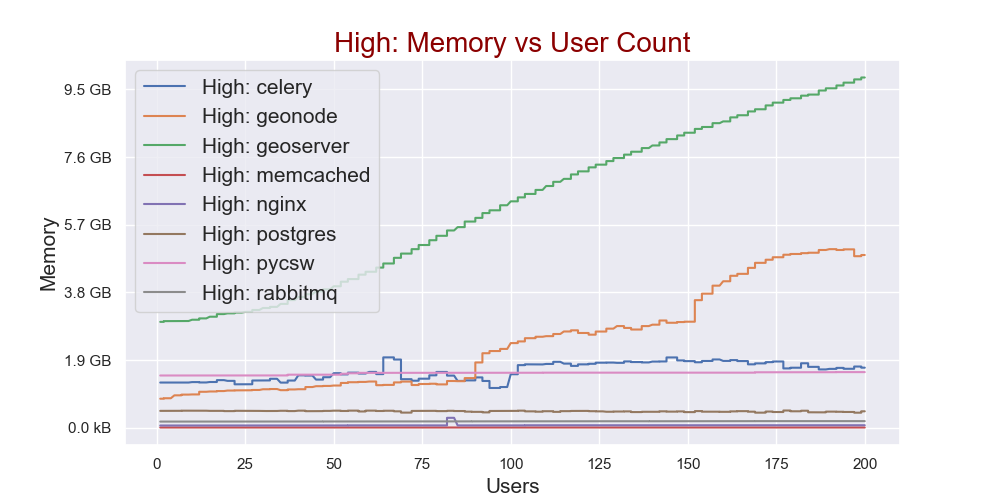 High: Memory vs User Count
High: celery
High: geonode
High: geoserver
High: memcached
High: nginx
High: postgres
High: pycsw
High: rabbitmq
Memory
9.5 GB
7.6 GB
5.7 GB
3.8 GB
1.9 GB
0.0 kB
0 25 50 75 100 125 150 175 200
Users